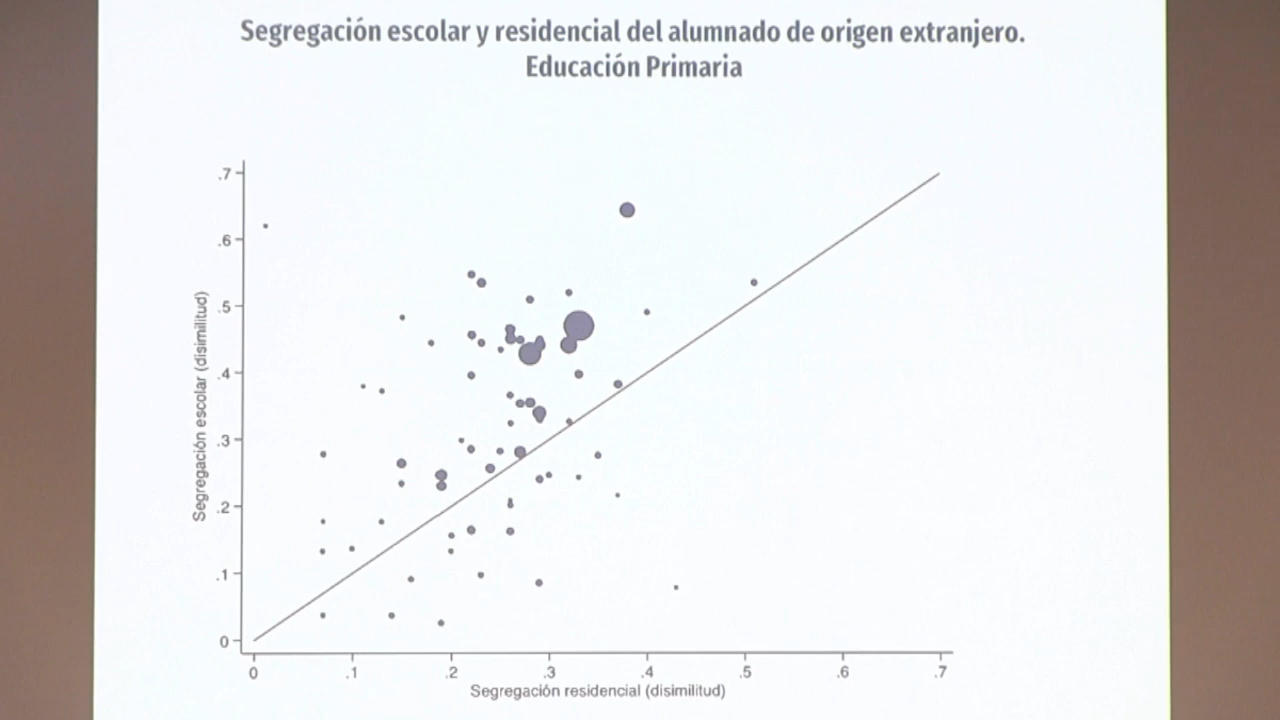 Segregación escolar y residencial del alumnado de origen extranjero.
Educación Primaria
.7
.6
.5
.4
.3
.2
.1
0
Segregación escolar (disimilitud)
0 .1 .2 .3 .4 .5 .6 .7
Segregación residencial (disimilitud)